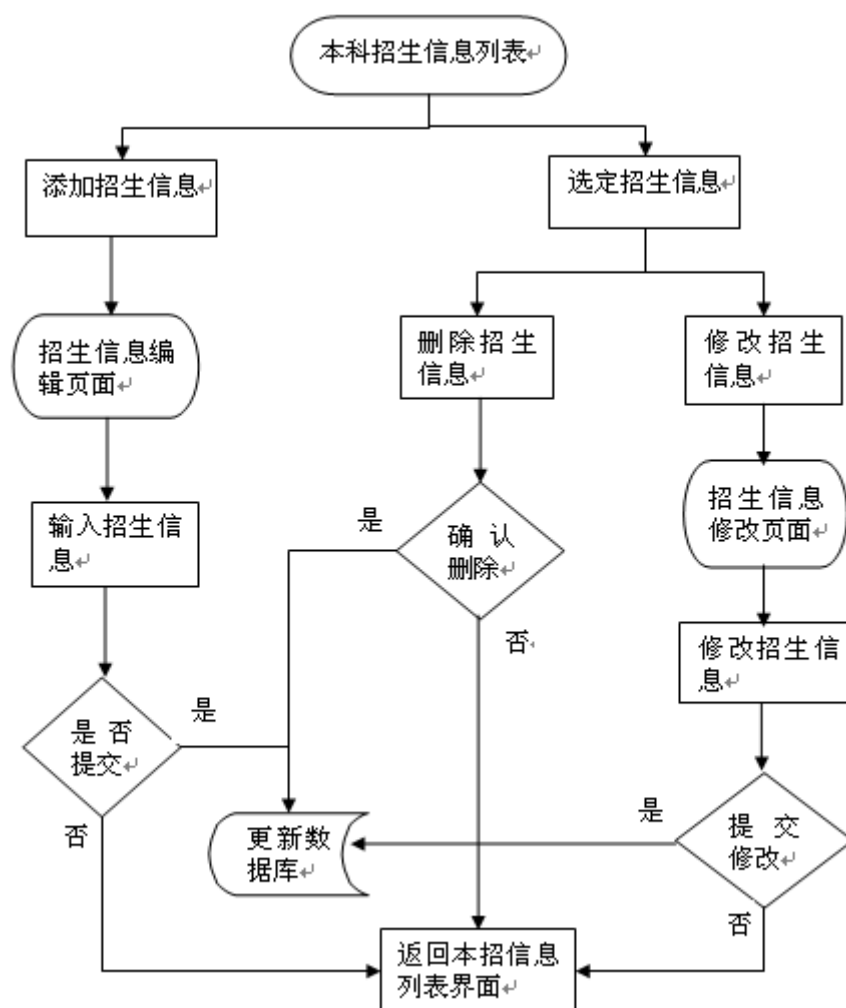 本科招生信息列表
添加招生信息
选定招生信息
招生信息编
辑页面
删除招生
信息
修改招生
信息
输入招生信
息
是
确认
删除
招生信息
修改页面
否
修改招生信
息
是否
提交
是
否
更新数
据库
是
提交
修改
否
返回本招信息
列表界面